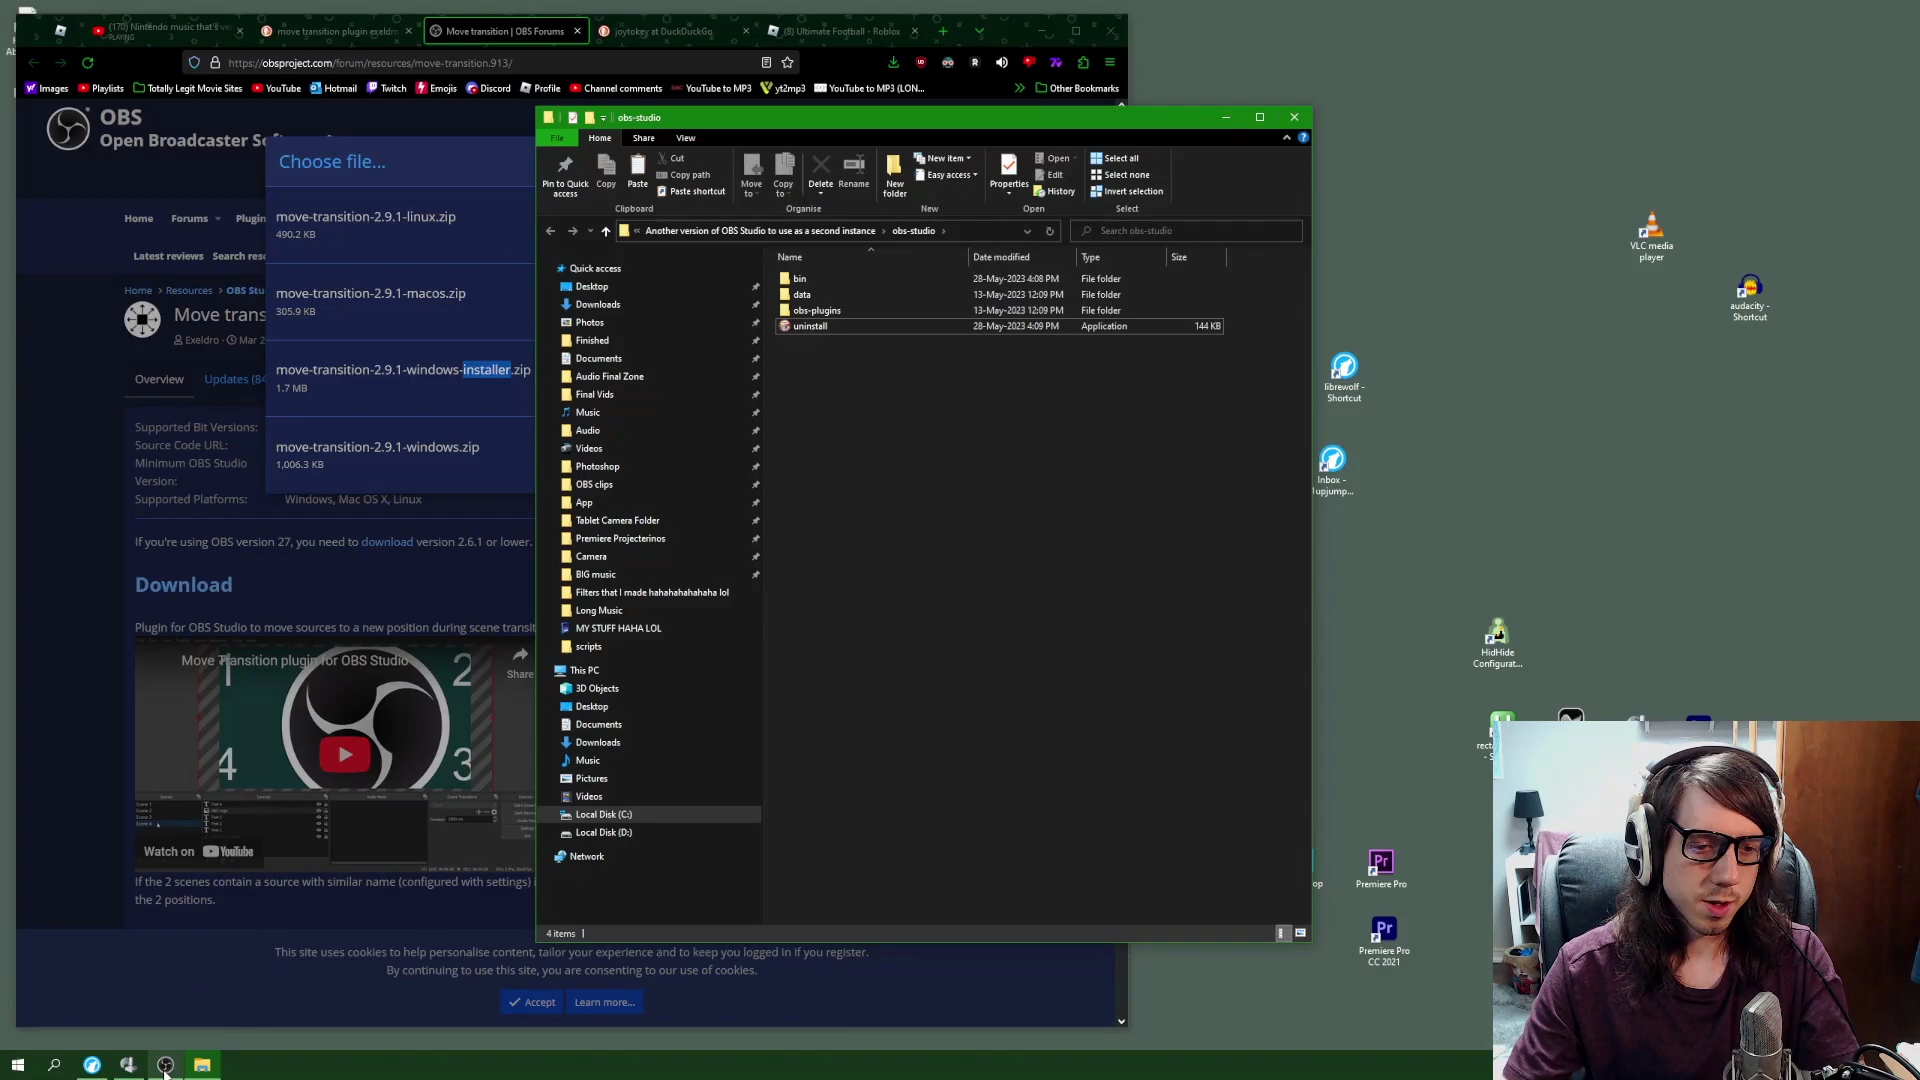 (170) Nintendo music that's ve
PLAYING
move transition plugin exeldr
Move transition | OBS Forums
joytokey at DuckDuckGo
(8) Ultimate Football - Roblox
https://obsproject.com/forum/resources/move-transition.913/
Images
Playlists
Totally Legit Movie Sites
YouTube
Hotmail
Twitch
Emojis
Discord
Profile
Channel comments
YouTube to MP3
yt2mp3
YouTube to MP3 (LON...
Other Bookmarks
OBS
Open Broadcaster So
Home
Forums
Plugin
Latest reviews
Search reso
Home
Resources
OBS Stu
Move trans
Exeldro
Mar 2
Overview
Updates (84
Supported Bit Versions:
Source Code URL:
Minimum OBS Studio
Version:
Supported Platforms:
Windows, Mac OS X, Linux
Choose file...
move-transition-2.9.1-linux.zip
490.2 KB
move-transition-2.9.1-macos.zip
305.9 KB
move-transition-2.9.1-windows-installer.zip
1.7 MB
move-transition-2.9.1-windows.zip
1,006.3 KB
If you're using OBS version 27, you need to download version 2.6.1 or lower.
Download
Plugin for OBS Studio to move sources to a new position during scene transit
Move Transition plugin for OBS Studio
Share
1
2
4
3
Watch on YouTube
If the 2 scenes contain a source with similar name (configured with settings) i
the 2 positions.
This site uses cookies to help personalise content, tailor your experience and to keep you logged in if you register.
By continuing to use this site, you are consenting to our use of cookies.
Accept
Learn more...
obs-studio
File
Home
Share
View
Pin to Quick
access
Copy
Paste
Cut
Copy path
Paste shortcut
Clipboard
Move
to
Copy
to
Delete
Rename
Organise
New
folder
New item
Easy access
New
Properties
Open
Edit
History
Open
Select all
Select none
Invert selection
Select
Another version of OBS Studio to use as a second instance
obs-studio
Search obs-studio
Name
Date modified
Type
Size
bin
28-May-2023 4:08 PM
File folder
data
13-May-2023 12:09 PM
File folder
obs-plugins
13-May-2023 12:09 PM
File folder
uninstall
28-May-2023 4:09 PM
Application
144 KB
Quick access
Desktop
Downloads
Photos
Finished
Documents
Audio Final Zone
Final Vids
Music
Audio
Videos
Photoshop
OBS clips
App
Tablet Camera Folder
Premiere Projecterinos
Camera
BIG music
Filters that I made hahahahahahaha lol
Long Music
MY STUFF HAHA LOL
scripts
This PC
3D Objects
Desktop
Documents
Downloads
Music
Pictures
Videos
Local Disk (C:)
Local Disk (D:)
Network
4 items
VLC media
player
audacity -
Shortcut
librewolf -
Shortcut
Inbox -
1upjump...
HidHide
Configurat...
rect
- S
op
Pr
Premiere Pro
Pr
Premiere Pro
CC 2021